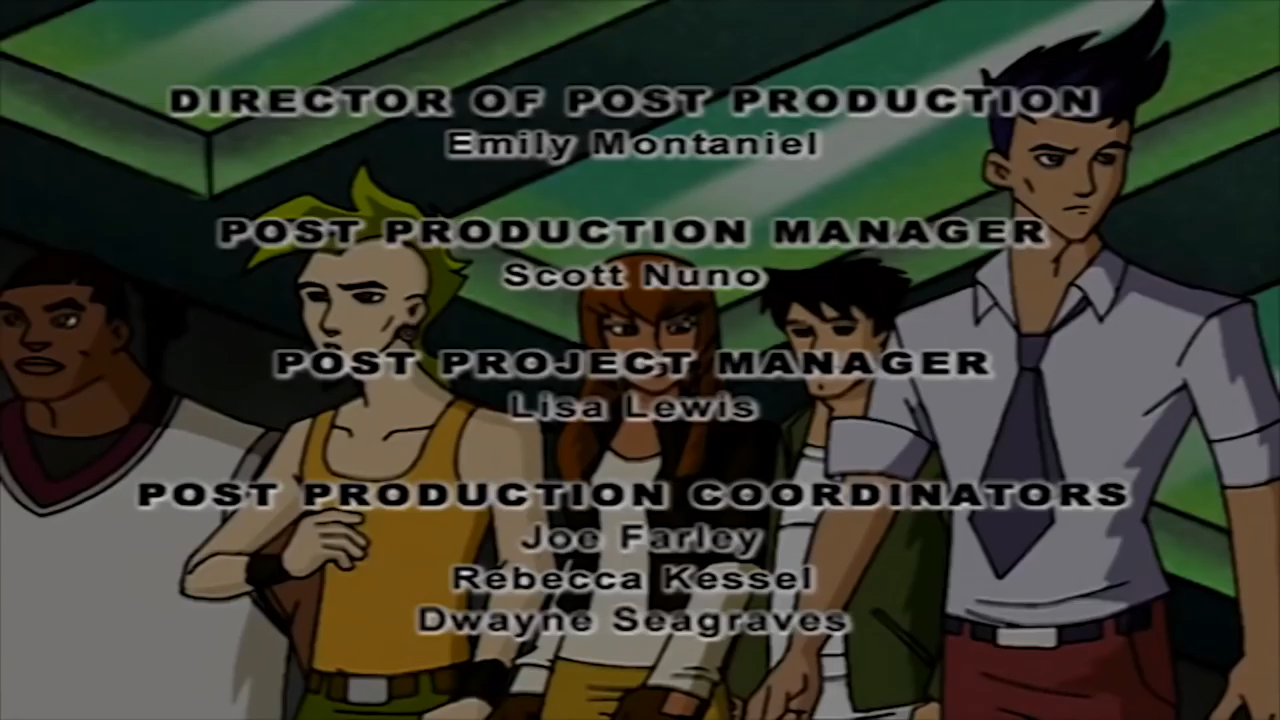 DIRECTOR OF POST PRODUCTION
Emily Montaniel
POST PRODUCTION MANAGER
Scott Nuno
POST PROJECT MANAGER
Lisa Lewis
POST PRODUCTION COORDINATORS
Joe Farley
Rebecca Kessel
Dwayne Seagraves